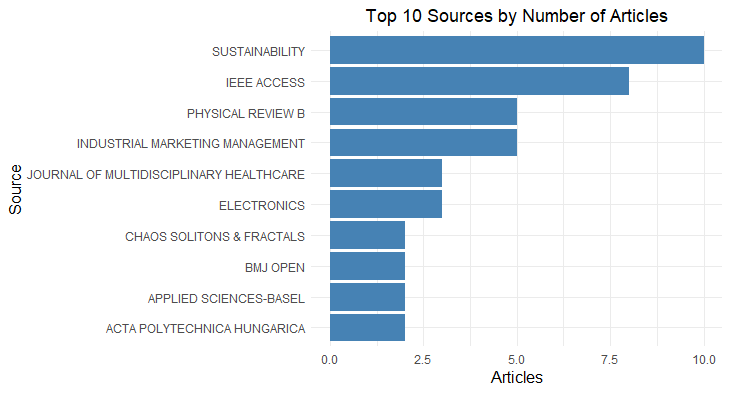 Top 10 Sources by Number of Articles
Source
SUSTAINABILITY
IEEE ACCESS
PHYSICAL REVIEW B
INDUSTRIAL MARKETING MANAGEMENT
JOURNAL OF MULTIDISCIPLINARY HEALTHCARE
ELECTRONICS
CHAOS SOLITONS & FRACTALS
BMJ OPEN
APPLIED SCIENCES-BASEL
ACTA POLYTECHNICA HUNGARICA
0.0 2.5 5.0 7.5 10.0
Articles